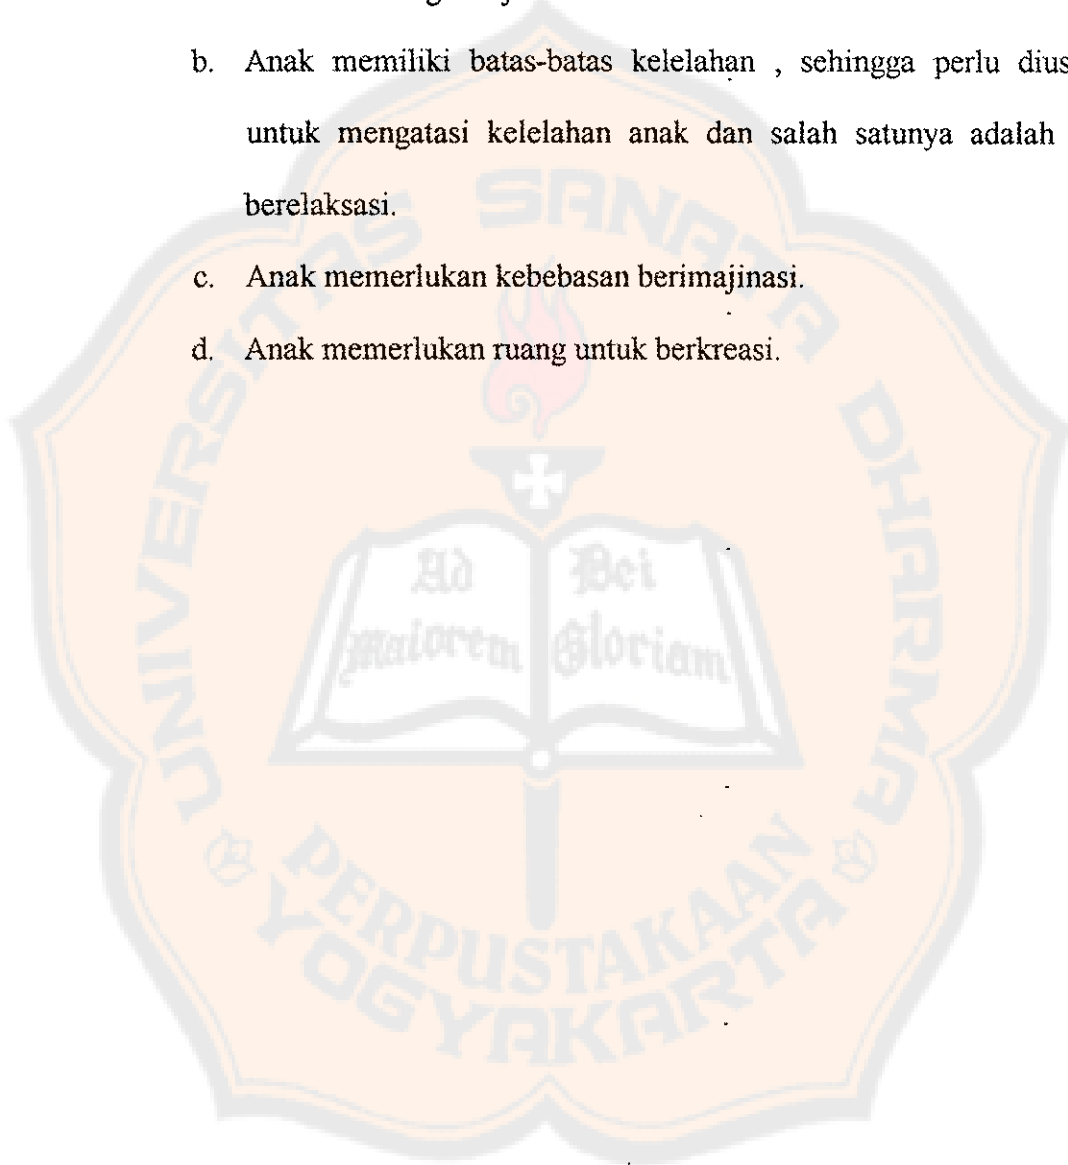 b. Anak memiliki batas-batas kelelahan , sehingga perlu
untuk mengatasi kelelahan anak dan salah satunya adalah
berelaksasi.
c. Anak memerlukan kebebasan berimajinasi.
d. Anak memerlukan ruang untuk berkreasi.
UNIVERSITAS SANATA DHARMA
Ad Dei
Maiorem Gloriam
PERPUSTAKAAN
YOGYAKARTA